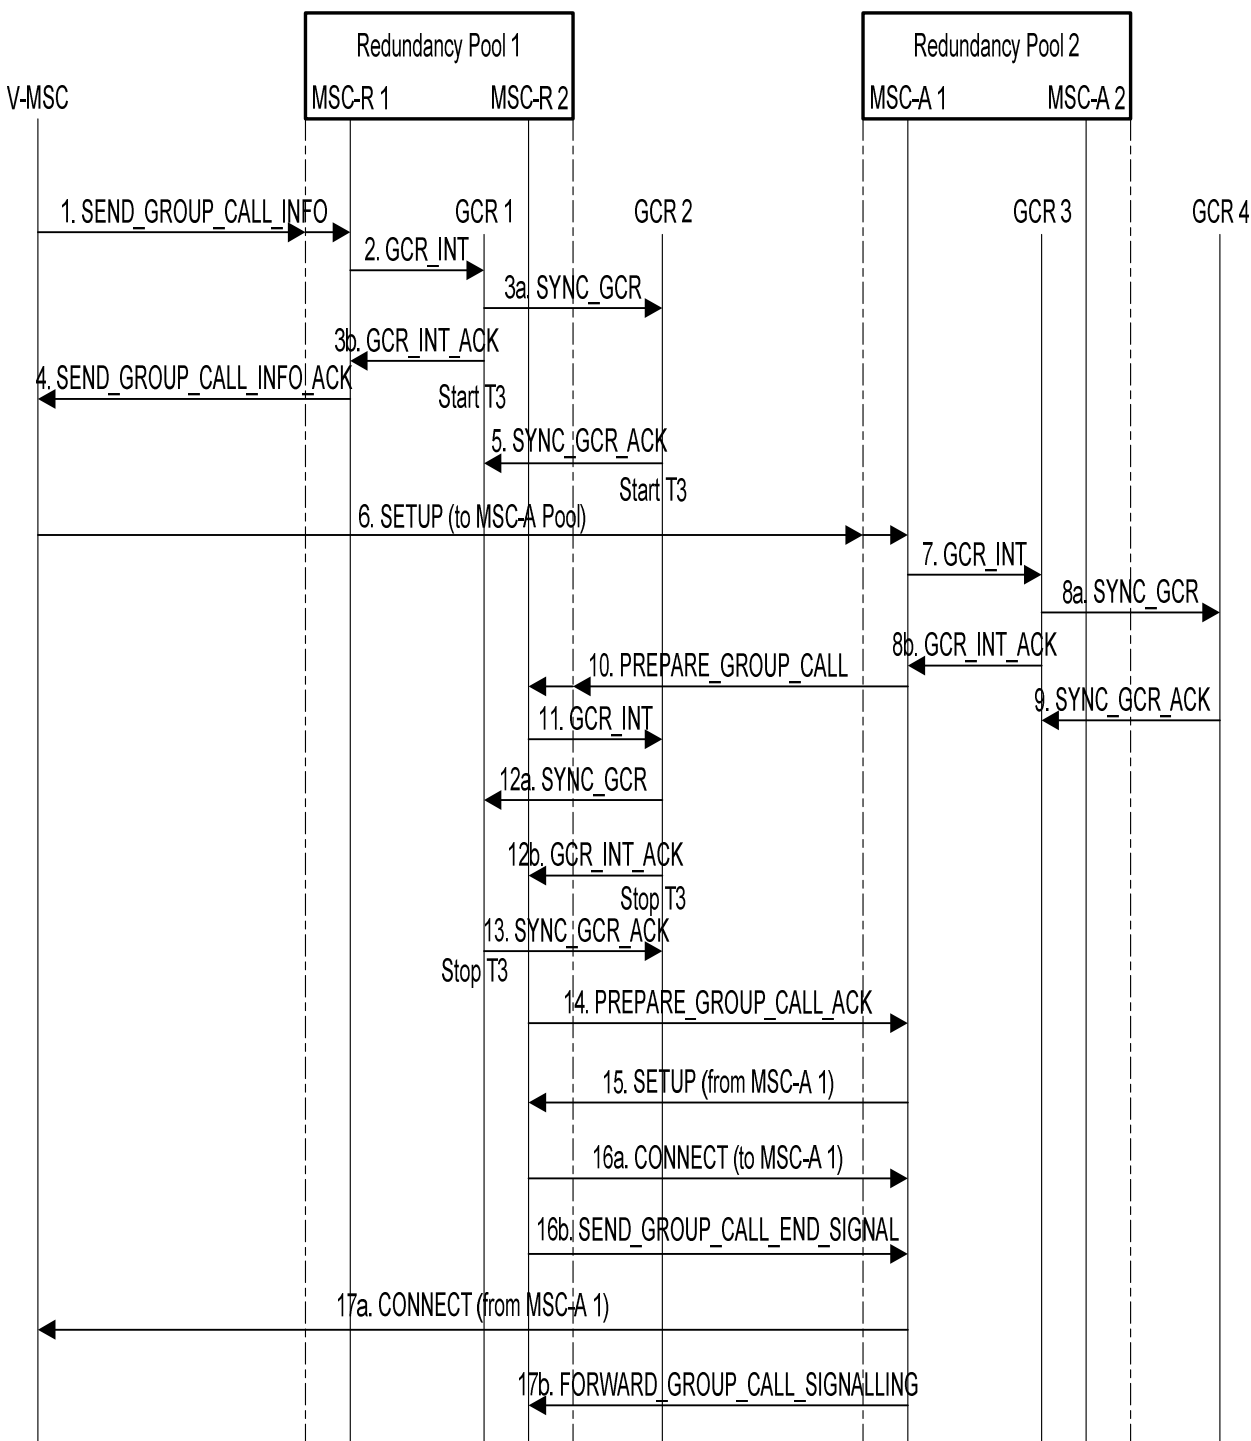 Redundancy Pool 1
Redundancy Pool 2
V-MSC
MSC-R 1
MSC-R 2
MSC-A 1
MSC-A 2
1. SEND_GROUP_CALL_INFO
GCR 1
GCR 2
GCR 3
GCR 4
2. GCR_INT
3a. SYNC_GCR
3b. GCR_INT_ACK
4. SEND_GROUP_CALL_INFO_ACK
Start T3
5. SYNC_GCR_ACK
Start T3
6. SETUP (to MSC-A Pool)
7. GCR_INT
8a. SYNC_GCR
8b. GCR_INT_ACK
10. PREPARE_GROUP_CALL
9. SYNC_GCR_ACK
11. GCR_INT
12a. SYNC_GCR
12b. GCR_INT_ACK
Stop T3
13. SYNC_GCR_ACK
Stop T3
14. PREPARE_GROUP_CALL_ACK
15. SETUP (from MSC-A 1)
16a. CONNECT (to MSC-A 1)
16b. SEND_GROUP_CALL_END_SIGNAL
17a. CONNECT (from MSC-A 1)
17b. FORWARD_GROUP_CALL_SIGNALLING